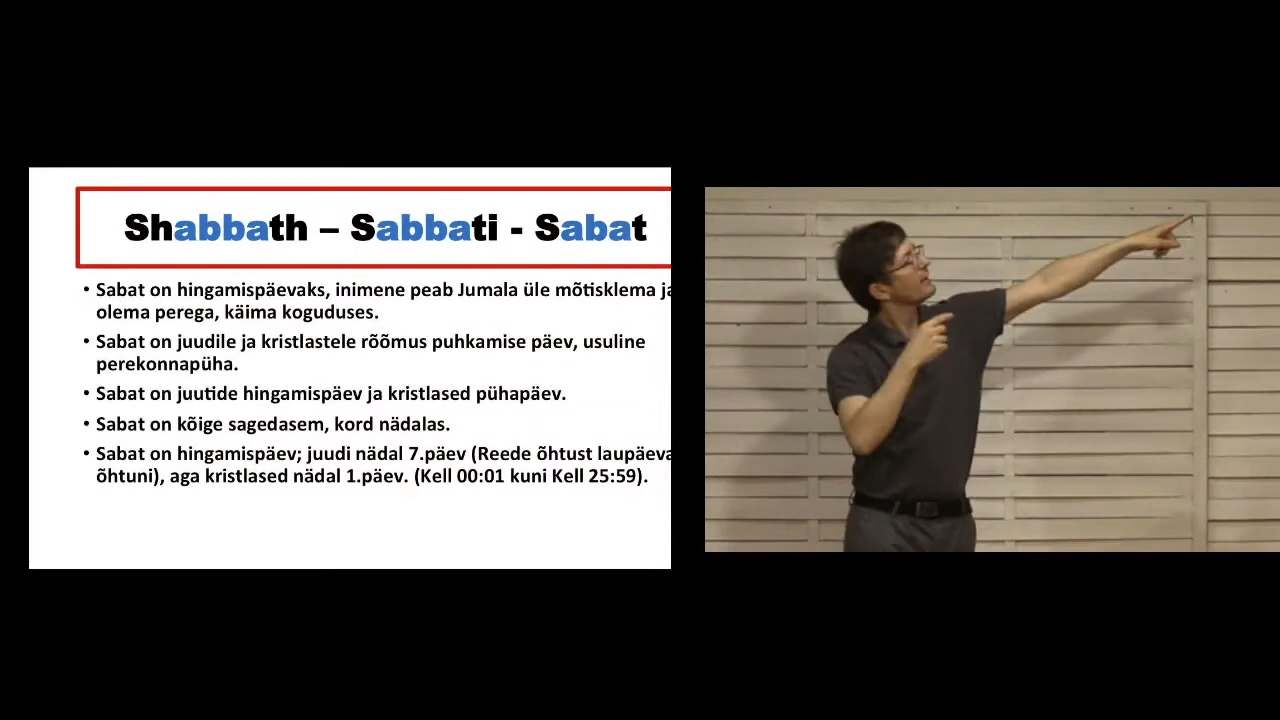 Shabbath – Sabbati - Sabat
• Sabat on hingamispäevaks, inimene peab Jumala üle mõtisklema ja
olema perega, käima koguduses.
• Sabat on juudile ja kristlastele rõõmus puhkamise päev, usuline
perekonnapüha.
• Sabat on juutide hingamispäev ja kristlased pühapäev.
• Sabat on kõige sagedasem, kord nädalas.
• Sabat on hingamispäev; juudi nädal 7.päev (Reede õhtust laupäeva
õhtuni), aga kristlased nädal 1.päev. (Kell 00:01 kuni Kell 25:59).